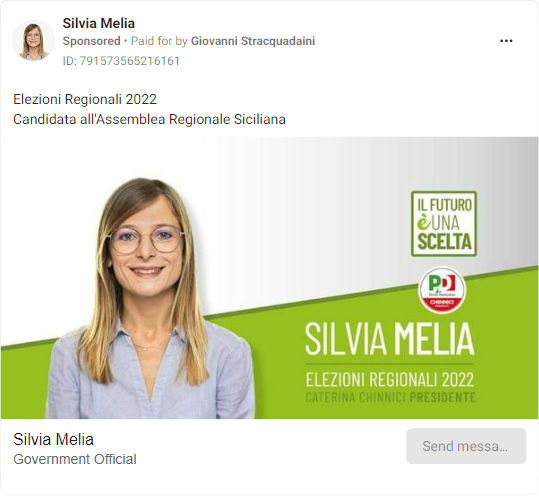 Silvia Melia
Sponsored • Paid for by Giovanni Stracquadaini
ID: 791573565216161
Elezioni Regionali 2022
Candidata all'Assemblea Regionale Siciliana
IL FUTURO
è UNA
SCELTA
PD
CHINNICI
SILVIA MELIA
ELEZIONI REGIONALI 2022
CATERINA CHINNICI PRESIDENTE
Silvia Melia
Government Official
Send messa...